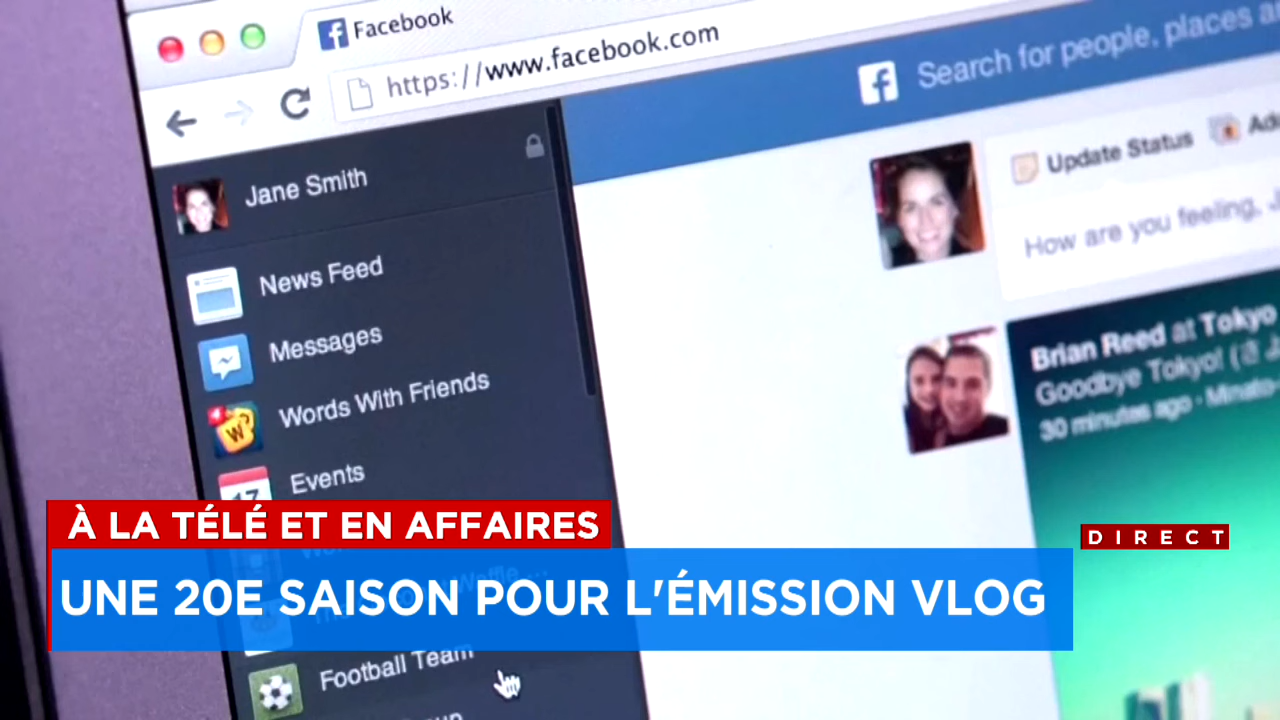 Facebook
https://www.facebook.com
Search for people, places
Jane Smith
Update Status
How are you feeling,
News Feed
Messages
Words With Friends
Events
17
Brian Reed at Tokyo
Goodbye Tokyo!
30 minutes ago · Minato-
À LA TÉLÉ ET EN AFFAIRES
DIRECT
UNE 20E SAISON POUR L'ÉMISSION VLOG
Football Team